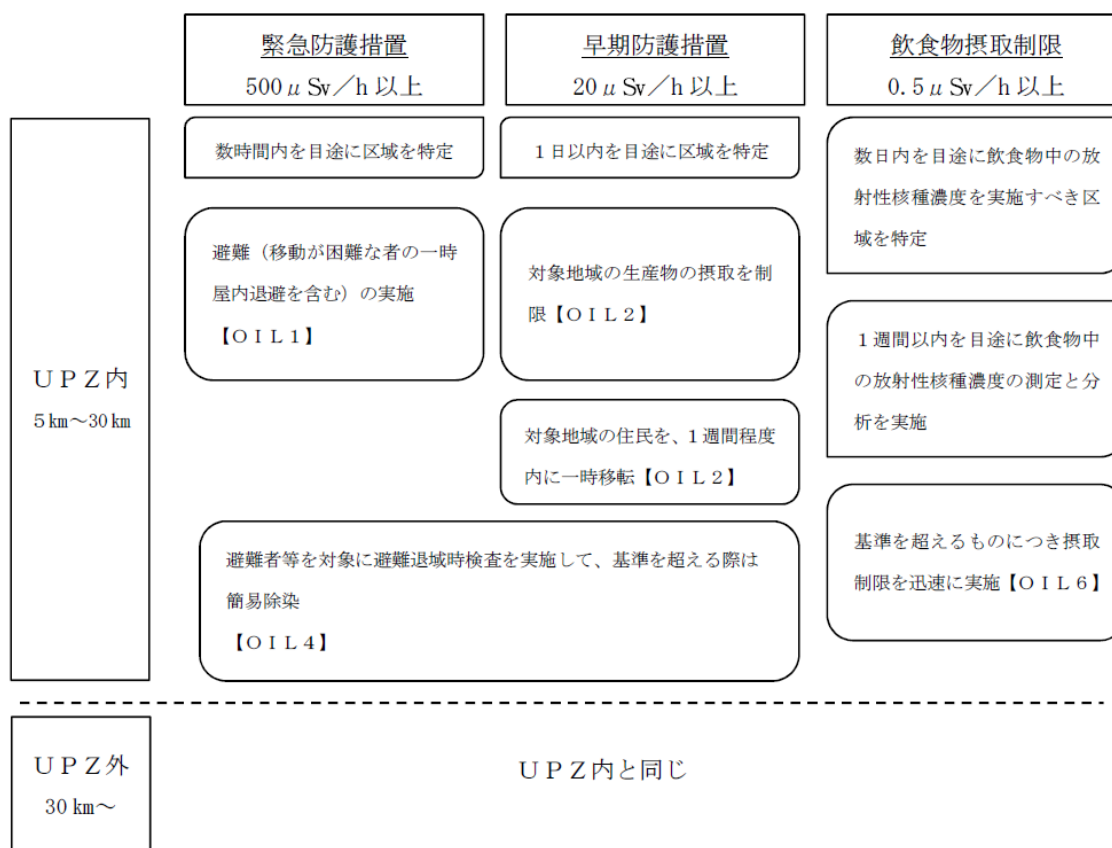 緊急防護措置
500μSv／h以上
早期防護措置
20μSv／h以上
飲食物摂取制限
0.5μSv／h以上
UPZ内
5km～30km
数時間内を目途に区域を特定
避難（移動が困難な者の一時
屋内退避を含む）の実施
【OIL1】
1日以内を目途に区域を特定
対象地域の生産物の摂取を制
限【OIL2】
対象地域の住民を、1週間程度
内に一時移転【OIL2】
避難者等を対象に避難退域時検査を実施して、基準を超える際は
簡易除染
【OIL4】
数日内を目途に飲食物中の放
射性核種濃度を実施すべき区
域を特定
1週間以内を目途に飲食物中
の放射性核種濃度の測定と分
析を実施
基準を超えるものにつき摂取
制限を迅速に実施【OIL6】
UPZ外
30km～
UPZ内と同じ